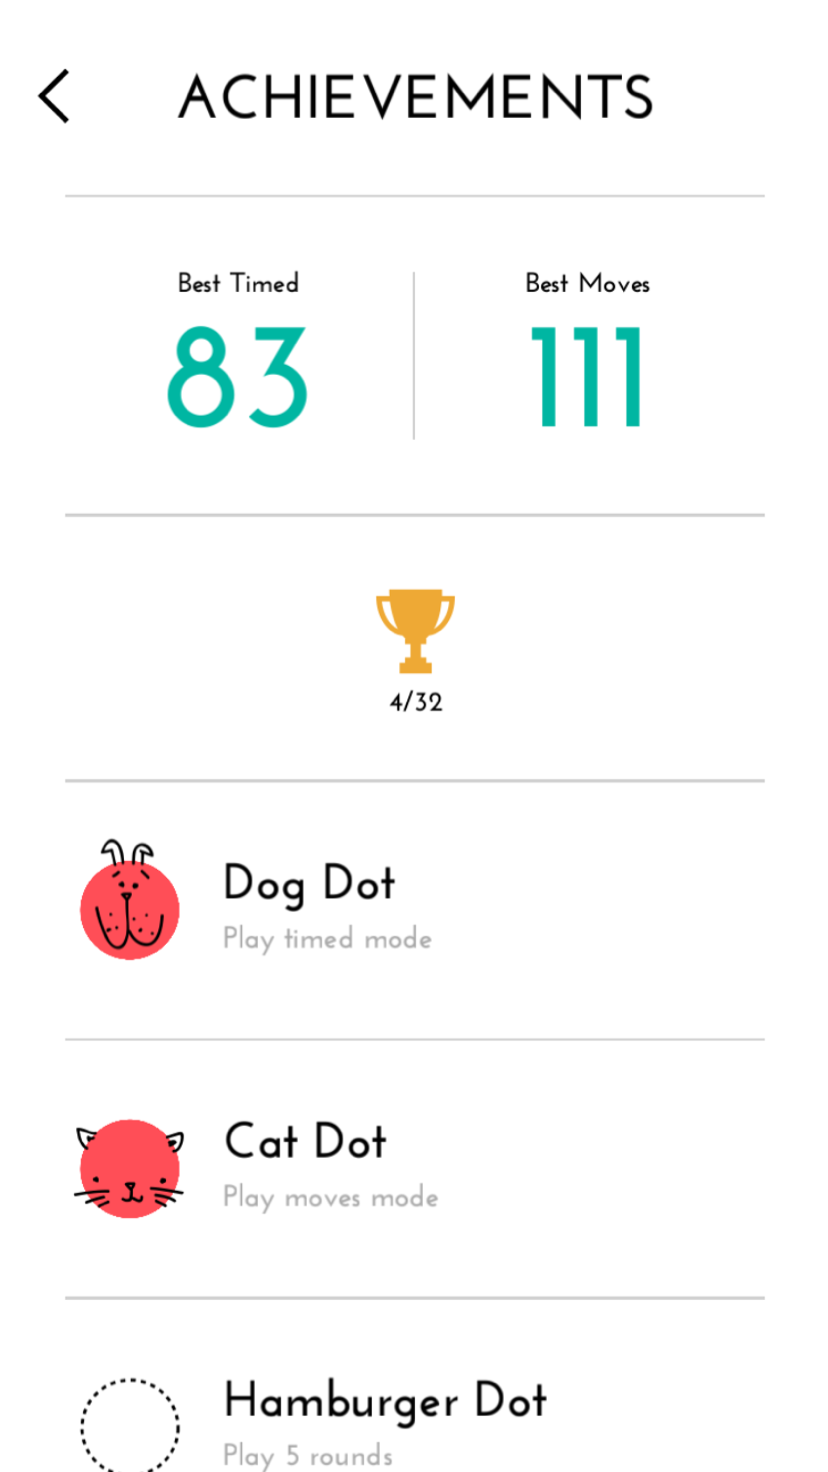 ACHIEVEMENTS
Best Timed
83
Best Moves
111
4/32
Dog Dot
Play timed mode
Cat Dot
Play moves mode
Hamburger Dot
Play 5 rounds